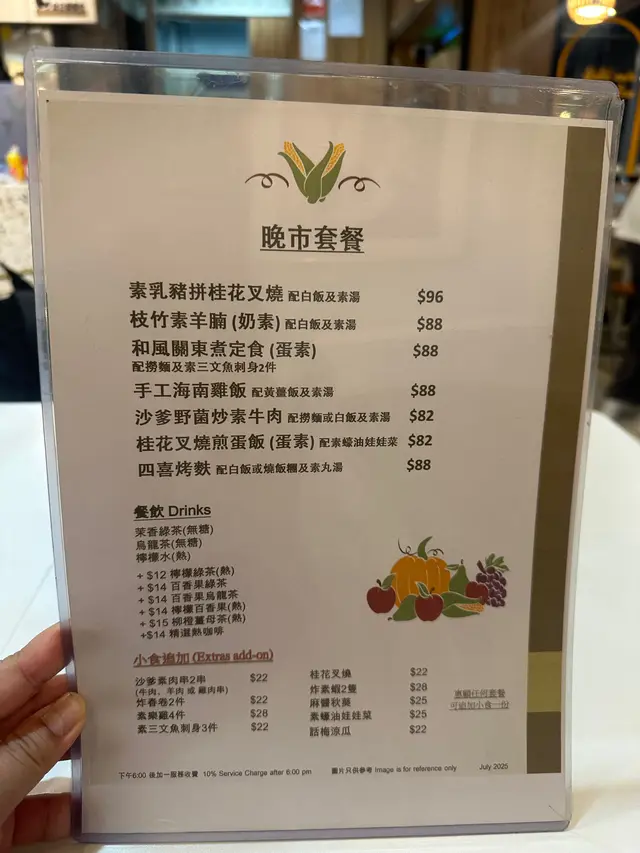 晚市套餐
素乳豬拼桂花叉燒 配白飯及素湯 $96
枝竹素羊腩 (奶素) 配白飯及素湯 $88
和風關東煮定食 (蛋素) $88
配撈麵及素三文魚刺身2件
手工海南雞飯 配黃薑飯及素湯 $88
沙爹野菌炒素牛肉 配撈麵或白飯及素湯 $82
桂花叉燒煎蛋飯 (蛋素) 配素蠔油娃娃菜 $82
四喜烤麩 配白飯或燒飯糰及素丸湯 $88
餐飲 Drinks
茉香綠茶(無糖)
烏龍茶(無糖)
檸檬水(熱)
+ $12 檸檬綠茶(熱)
+ $14 百香果綠茶
+ $14 百香果烏龍茶
+ $14 檸檬百香果(熱)
+ $15 柳橙薑母茶(熱)
+$14 精選熱咖啡
小食追加 (Extras add-on)
沙爹素肉串2串 $22
(牛肉、羊肉 或 雞肉串)
炸春卷2件 $22
素樂雞4件 $28
素三文魚刺身3件 $22
桂花叉燒 $22
炸素蝦2隻 $28
麻醬秋葵 $25
素蠔油娃娃菜 $25
話梅涼瓜 $22
惠顧任何套餐
可追加小食一份
下午6:00 後加一服務收費 10% Service Charge after 6:00 pm 圖片只供參考 Image is for reference only July 2025